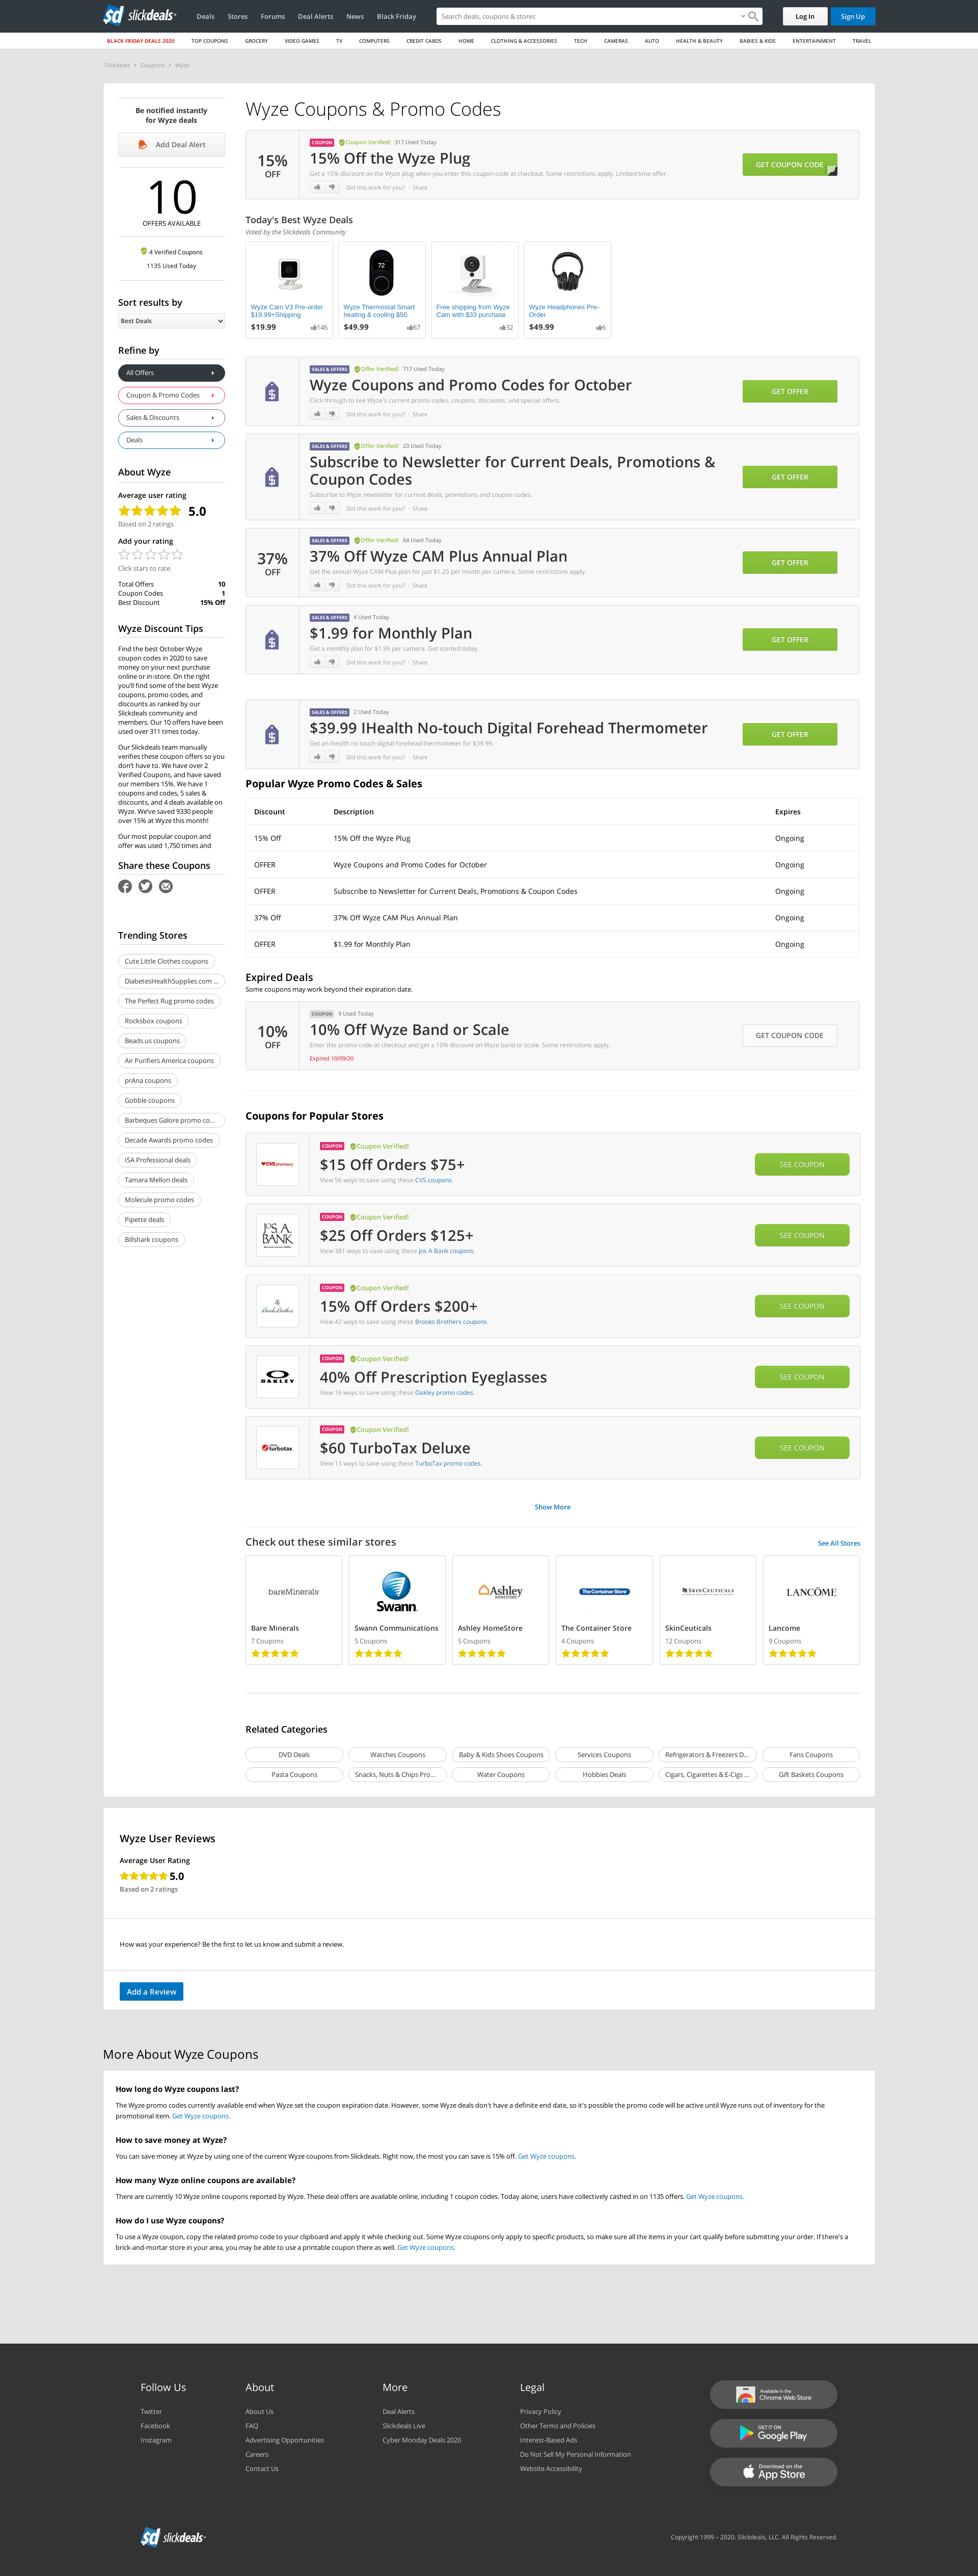 sd slickdeals
Deals Stores Forums Deal Alerts News Black Friday
Search deals, coupons & stores
Log In
Sign Up
BLACK FRIDAY DEALS 2020 TOP COUPONS GROCERY VIDEO GAMES TV COMPUTERS CREDIT CARDS HOME CLOTHING & ACCESSORIES TECH CAMERAS AUTO HEALTH & BEAUTY BABIES & KIDS ENTERTAINMENT TRAVEL
Slickdeals › Coupons › Wyze
Be notified instantly
for Wyze deals
Add Deal Alert
10
OFFERS AVAILABLE
4 Verified Coupons
1135 Used Today
Sort results by
Best Deals
Refine by
All Offers
Coupon & Promo Codes
Sales & Discounts
Deals
About Wyze
Average user rating
5.0
Based on 2 ratings
Add your rating
Click stars to rate
Total Offers 10
Coupon Codes 1
Best Discount 15% Off
Wyze Discount Tips
Find the best October Wyze
coupon codes in 2020 to save
money on your next purchase
online or in-store. On the right
you'll find some of the best Wyze
coupons, promo codes, and
discounts as ranked by our
Slickdeals community and
members. Our 10 offers have been
used over 311 times today.
Our Slickdeals team manually
verifies these coupon offers so you
don't have to. We have over 2
Verified Coupons, and have saved
our members 15%. We have 1
coupons and codes, 5 sales &
discounts, and 4 deals available on
Wyze. We've saved 9330 people
over 15% at Wyze this month!
Our most popular coupon and
offer was used 1,750 times and
Share these Coupons
Trending Stores
Cute Little Clothes coupons
DiabetesHealthSupplies.com ...
The Perfect Rug promo codes
Rocksbox coupons
Beads.us coupons
Air Purifiers America coupons
prAna coupons
Gobble coupons
Barbeques Galore promo co...
Decade Awards promo codes
ISA Professional deals
Tamara Mellon deals
Molecule promo codes
Pipette deals
Billshark coupons
Wyze Coupons & Promo Codes
15%
OFF
COUPON Coupon Verified! 317 Used Today
15% Off the Wyze Plug
Get a 15% discount on the Wyze plug when you enter this coupon code at checkout. Some restrictions apply. Limited time offer.
Did this work for you? · Share
GET COUPON CODE
Today's Best Wyze Deals
Voted by the Slickdeals Community
Wyze Cam V3 Pre-order
$19.99+Shipping
$19.99 146
72
Wyze Thermostat Smart
heating & cooling $50
$49.99 67
Free shipping from Wyze
Cam with $33 purchase
32
Wyze Headphones Pre-
Order
$49.99 6
SALES & OFFERS Offer Verified! 717 Used Today
Wyze Coupons and Promo Codes for October
Click through to see Wyze's current promo codes, coupons, discounts, and special offers.
Did this work for you? · Share
GET OFFER
SALES & OFFERS Offer Verified! 23 Used Today
Subscribe to Newsletter for Current Deals, Promotions &
Coupon Codes
Subscribe to Wyze newsletter for current deals, promotions and coupon codes.
Did this work for you? · Share
GET OFFER
37%
OFF
SALES & OFFERS Offer Verified! 64 Used Today
37% Off Wyze CAM Plus Annual Plan
Get the annual Wyze CAM Plus plan for just $1.25 per month per camera. Some restrictions apply.
Did this work for you? · Share
GET OFFER
SALES & OFFERS 4 Used Today
$1.99 for Monthly Plan
Get a monthly plan for $1.99 per camera. Get started today.
Did this work for you? · Share
GET OFFER
SALES & OFFERS 2 Used Today
$39.99 IHealth No-touch Digital Forehead Thermometer
Get an ihealth no touch digital forehead thermometer for $39.99.
Did this work for you? · Share
GET OFFER
Popular Wyze Promo Codes & Sales
Discount Description Expires
15% Off 15% Off the Wyze Plug Ongoing
OFFER Wyze Coupons and Promo Codes for October Ongoing
OFFER Subscribe to Newsletter for Current Deals, Promotions & Coupon Codes Ongoing
37% Off 37% Off Wyze CAM Plus Annual Plan Ongoing
OFFER $1.99 for Monthly Plan Ongoing
Expired Deals
Some coupons may work beyond their expiration date.
10%
OFF
COUPON 9 Used Today
10% Off Wyze Band or Scale
Enter this promo code at checkout and get a 10% discount on Wyze band or scale. Some restrictions apply.
Expired 10/09/20
GET COUPON CODE
Coupons for Popular Stores
CVS pharmacy
COUPON Coupon Verified!
$15 Off Orders $75+
View 56 ways to save using these CVS coupons.
SEE COUPON
JOS. A. BANK
COUPON Coupon Verified!
$25 Off Orders $125+
View 381 ways to save using these Jos A Bank coupons.
SEE COUPON
Brooks Brothers
COUPON Coupon Verified!
15% Off Orders $200+
View 42 ways to save using these Brooks Brothers coupons.
SEE COUPON
OAKLEY
COUPON Coupon Verified!
40% Off Prescription Eyeglasses
View 16 ways to save using these Oakley promo codes.
SEE COUPON
turbotax
COUPON Coupon Verified!
$60 TurboTax Deluxe
View 13 ways to save using these TurboTax promo codes.
SEE COUPON
Show More
Check out these similar stores
See All Stores
bareMinerals
Bare Minerals
7 Coupons
Swann
Swann Communications
5 Coupons
Ashley HOMESTORE
Ashley HomeStore
5 Coupons
The Container Store
The Container Store
4 Coupons
SKINCEUTICALS
SkinCeuticals
12 Coupons
LANCÔME
Lancome
9 Coupons
Related Categories
DVD Deals Watches Coupons Baby & Kids Shoes Coupons Services Coupons Refrigerators & Freezers D... Fans Coupons
Pasta Coupons Snacks, Nuts & Chips Pro... Water Coupons Hobbies Deals Cigars, Cigarettes & E-Cigs ... Gift Baskets Coupons
Wyze User Reviews
Average User Rating
5.0
Based on 2 ratings
How was your experience? Be the first to let us know and submit a review.
Add a Review
More About Wyze Coupons
How long do Wyze coupons last?
The Wyze promo codes currently available end when Wyze set the coupon expiration date. However, some Wyze deals don't have a definite end date, so it's possible the promo code will be active until Wyze runs out of inventory for the
promotional item. Get Wyze coupons.
How to save money at Wyze?
You can save money at Wyze by using one of the current Wyze coupons from Slickdeals. Right now, the most you can save is 15% off. Get Wyze coupons.
How many Wyze online coupons are available?
There are currently 10 Wyze online coupons reported by Wyze. These deal offers are available online, including 1 coupon codes. Today alone, users have collectively cashed in on 1135 offers. Get Wyze coupons.
How do I use Wyze coupons?
To use a Wyze coupon, copy the related promo code to your clipboard and apply it while checking out. Some Wyze coupons only apply to specific products, so make sure all the items in your cart qualify before submitting your order. If there's a
brick-and-mortar store in your area, you may be able to use a printable coupon there as well. Get Wyze coupons.
Follow Us
Twitter
Facebook
Instagram
About
About Us
FAQ
Advertising Opportunities
Careers
Contact Us
More
Deal Alerts
Slickdeals Live
Cyber Monday Deals 2020
Legal
Privacy Policy
Other Terms and Policies
Interest-Based Ads
Do Not Sell My Personal Information
Website Accessibility
Available in the
Chrome Web Store
GET IT ON
Google Play
Download on the
App Store
sd slickdeals
Copyright 1999 – 2020. Slickdeals, LLC. All Rights Reserved.